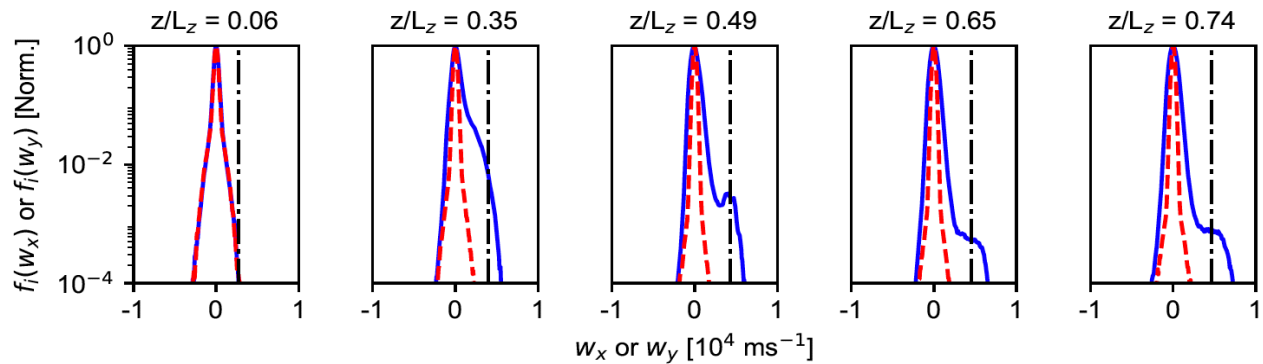 z/L_z = 0.06 z/L_z = 0.35 z/L_z = 0.49 z/L_z = 0.65 z/L_z = 0.74
f_i(w_x) or f_i(w_y) [Norm.]
10^0
10^{-2}
10^{-4}
-1 0 1 -1 0 1 -1 0 1 -1 0 1 -1 0 1
w_x or w_y [10^4 ms^{-1}]